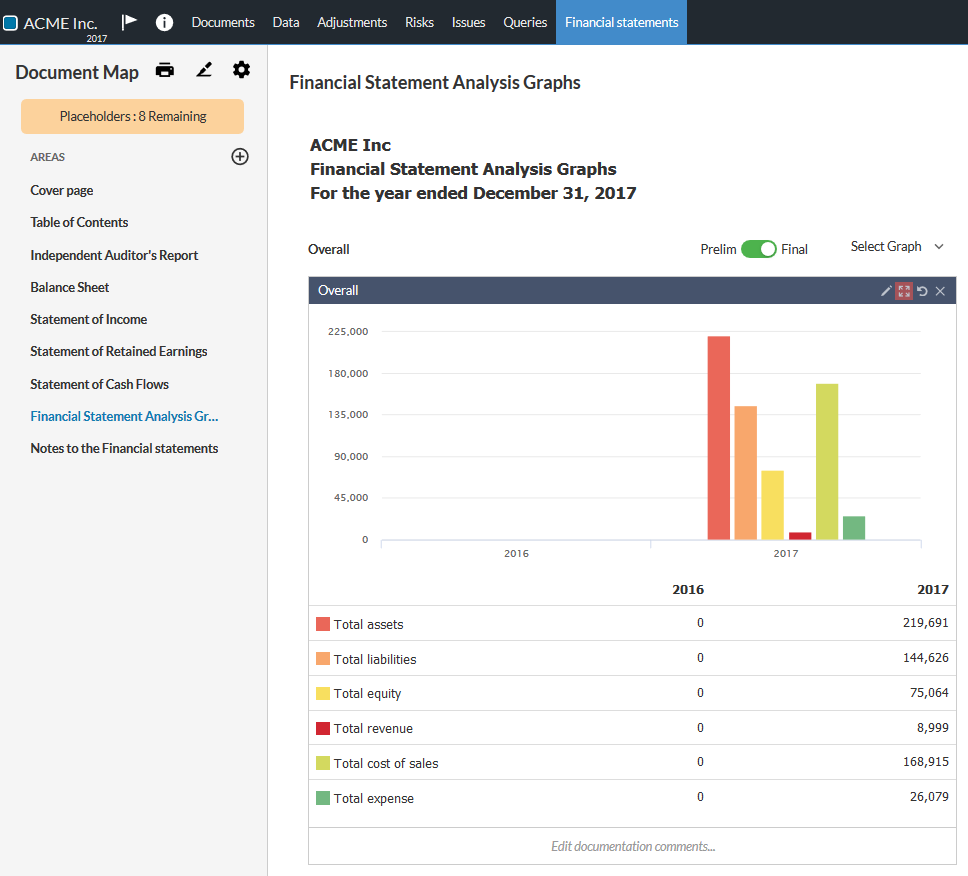 ACME Inc.
2017
Documents Data Adjustments Risks Issues Queries Financial statements
Document Map
Placeholders : 8 Remaining
AREAS
Cover page
Table of Contents
Independent Auditor's Report
Balance Sheet
Statement of Income
Statement of Retained Earnings
Statement of Cash Flows
Financial Statement Analysis Gr...
Notes to the Financial statements
Financial Statement Analysis Graphs
ACME Inc
Financial Statement Analysis Graphs
For the year ended December 31, 2017
Overall Prelim Final Select Graph
Overall
225,000
180,000
135,000
90,000
45,000
0
2016 2017
2016 2017
Total assets 0 219,691
Total liabilities 0 144,626
Total equity 0 75,064
Total revenue 0 8,999
Total cost of sales 0 168,915
Total expense 0 26,079
Edit documentation comments...